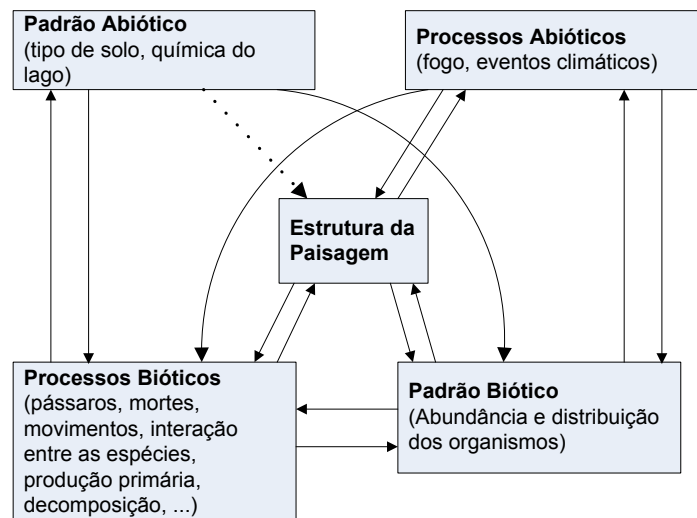 Padrão Abiótico
(tipo de solo, química do
lago)
Processos Abióticos
(fogo, eventos climáticos)
Estrutura da
Paisagem
Processos Bióticos
(pássaros, mortes,
movimentos, interação
entre as espécies,
produção primária,
decomposição, ...)
Padrão Biótico
(Abundância e distribuição
dos organismos)